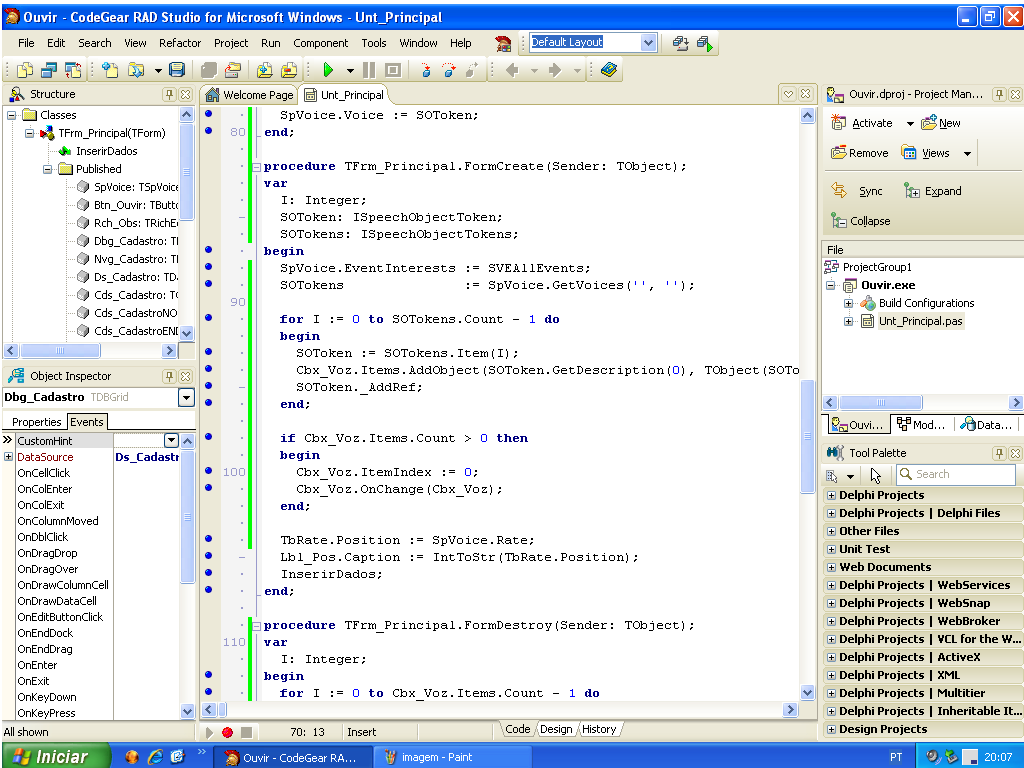 Ouvir - CodeGear RAD Studio for Microsoft Windows - Unt_Principal
File Edit Search View Refactor Project Run Component Tools Window Help
Default Layout
Structure
Classes
TFrm_Principal(TForm)
InserirDados
Published
SpVoice: TSpVoice
Btn_Ouvir: TButt
Rch_Obs: TRichE
Dbg_Cadastro: T
Nvg_Cadastro: T
Ds_Cadastro: TD
Cds_Cadastro: T
Cds_CadastroNO
Cds_CadastroEN
Object Inspector
Dbg_Cadastro TDBGrid
Properties Events
CustomHint
DataSource Ds_Cadastr
OnCellClick
OnColEnter
OnColExit
OnColumnMoved
OnDblClick
OnDragDrop
OnDragOver
OnDrawColumnCell
OnDrawDataCell
OnEditButtonClick
OnEndDock
OnEndDrag
OnEnter
OnExit
OnKeyDown
OnKeyPress
All shown
Welcome Page Unt_Principal
SpVoice.Voice := SOToken;
80 end;
procedure TFrm_Principal.FormCreate(Sender: TObject);
var
I: Integer;
SOToken: ISpeechObjectToken;
SOTokens: ISpeechObjectTokens;
begin
SpVoice.EventInterests := SVEAllEvents;
SOTokens := SpVoice.GetVoices('', '');
90
for I := 0 to SOTokens.Count - 1 do
begin
SOToken := SOTokens.Item(I);
Cbx_Voz.Items.AddObject(SOToken.GetDescription(0), TObject(SOTo
SOToken._AddRef;
end;
if Cbx_Voz.Items.Count > 0 then
begin
100 Cbx_Voz.ItemIndex := 0;
Cbx_Voz.OnChange(Cbx_Voz);
end;
TbRate.Position := SpVoice.Rate;
Lbl_Pos.Caption := IntToStr(TbRate.Position);
InserirDados;
end;
procedure TFrm_Principal.FormDestroy(Sender: TObject);
110 var
I: Integer;
begin
for I := 0 to Cbx_Voz.Items.Count - 1 do
70: 13 Insert
Code Design History
Ouvir.dproj - Project Man...
Activate New
Remove Views
Sync Expand
Collapse
File
ProjectGroup1
Ouvir.exe
Build Configurations
Unt_Principal.pas
Ouvi... Mod... Data...
Tool Palette
Search
Delphi Projects
Delphi Projects | Delphi Files
Other Files
Unit Test
Web Documents
Delphi Projects | WebServices
Delphi Projects | WebSnap
Delphi Projects | WebBroker
Delphi Projects | VCL for the W...
Delphi Projects | ActiveX
Delphi Projects | XML
Delphi Projects | Multitier
Delphi Projects | Inheritable It...
Design Projects
Iniciar
Ouvir - CodeGear RA...
imagem - Paint
PT
20:07